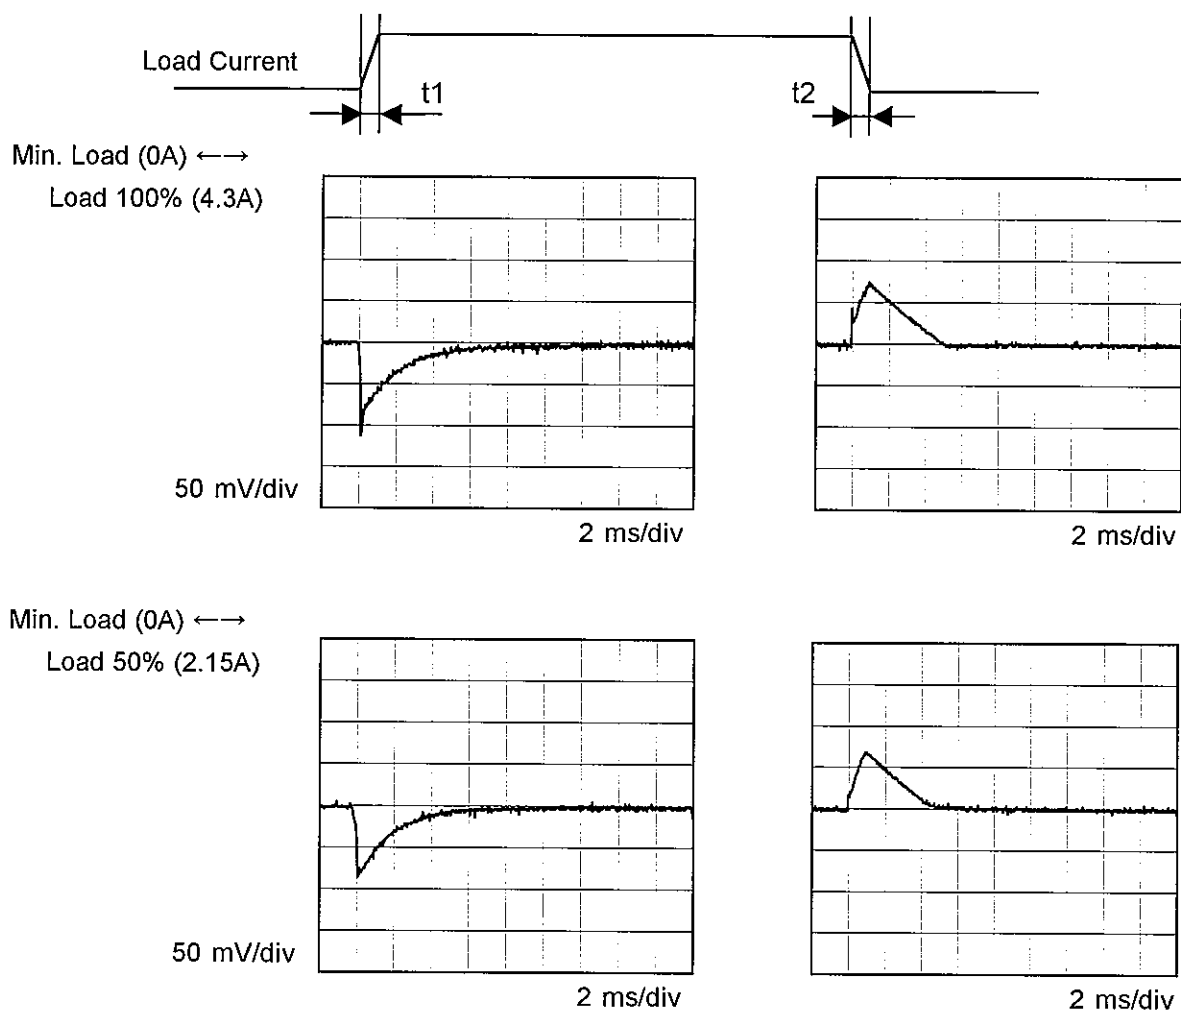 Load Current
t1
t2
Min. Load (0A) ←→
Load 100% (4.3A)
50 mV/div
2 ms/div
2 ms/div
Min. Load (0A) ←→
Load 50% (2.15A)
50 mV/div
2 ms/div
2 ms/div